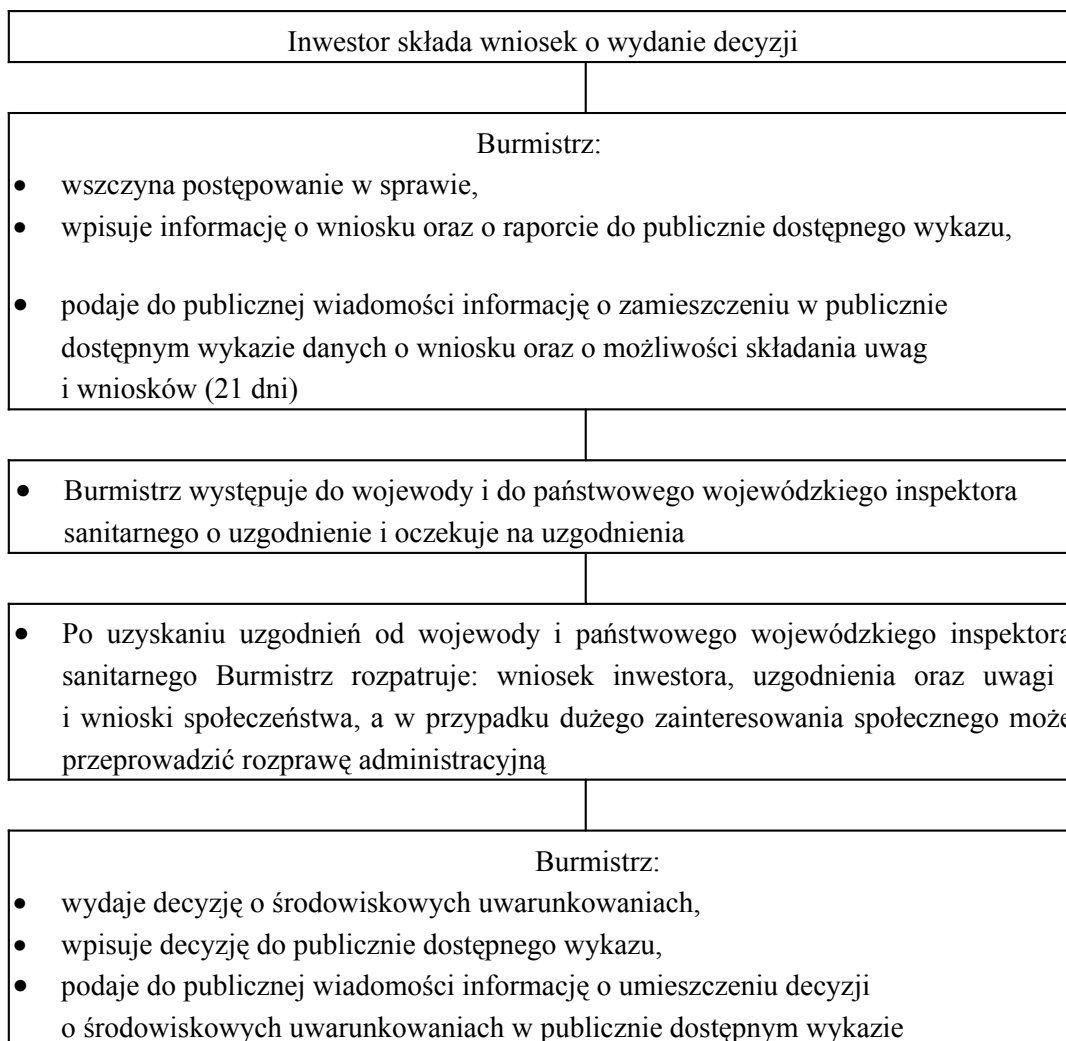 Inwestor składa wniosek o wydanie decyzji
Burmistrz:
• wszczyna postępowanie w sprawie,
• wpisuje informację o wniosku oraz o raporcie do publicznie dostępnego wykazu,
• podaje do publicznej wiadomości informację o zamieszczeniu w publicznie
dostępnym wykazie danych o wniosku oraz o możliwości składania uwag
i wniosków (21 dni)
• Burmistrz występuje do wojewody i do państwowego wojewódzkiego inspektora
sanitarnego o uzgodnienie i oczekuje na uzgodnienia
• Po uzyskaniu uzgodnień od wojewody i państwowego wojewódzkiego inspektora
sanitarnego Burmistrz rozpatruje: wniosek inwestora, uzgodnienia oraz uwagi
i wnioski społeczeństwa, a w przypadku dużego zainteresowania społecznego może
przeprowadzić rozprawę administracyjną
Burmistrz:
• wydaje decyzję o środowiskowych uwarunkowaniach,
• wpisuje decyzję do publicznie dostępnego wykazu,
• podaje do publicznej wiadomości informację o umieszczeniu decyzji
o środowiskowych uwarunkowaniach w publicznie dostępnym wykazie